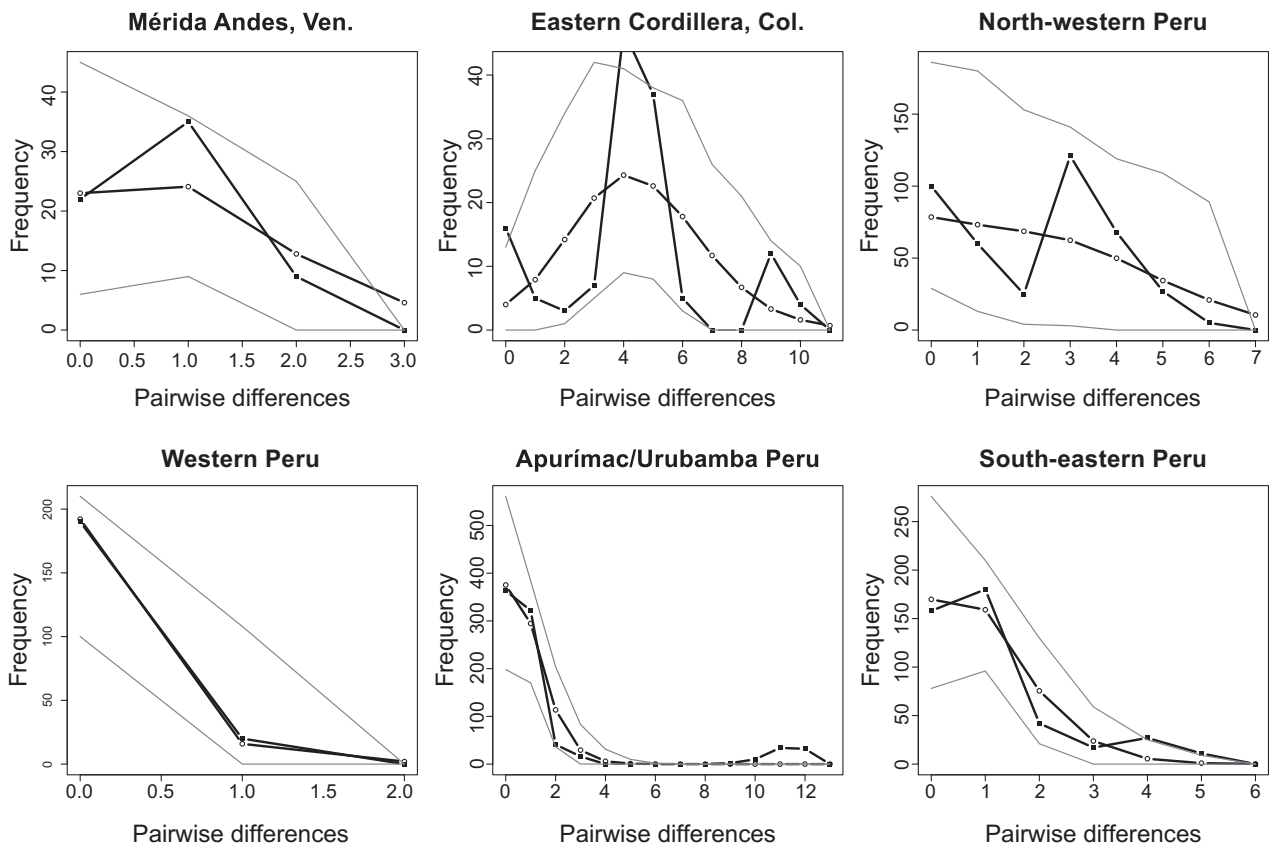 Mérida Andes, Ven.
Frequency
0 10 20 30 40
0.0 0.5 1.0 1.5 2.0 2.5 3.0
Pairwise differences
Eastern Cordillera, Col.
Frequency
0 10 20 30 40
0 2 4 6 8 10
Pairwise differences
North-western Peru
Frequency
0 50 100 150
0 1 2 3 4 5 6 7
Pairwise differences
Western Peru
Frequency
0 50 100 150 200
0.0 0.5 1.0 1.5 2.0
Pairwise differences
Apurímac/Urubamba Peru
Frequency
0 100 200 300 400 500
0 2 4 6 8 10 12
Pairwise differences
South-eastern Peru
Frequency
0 50 100 150 200 250
0 1 2 3 4 5 6
Pairwise differences